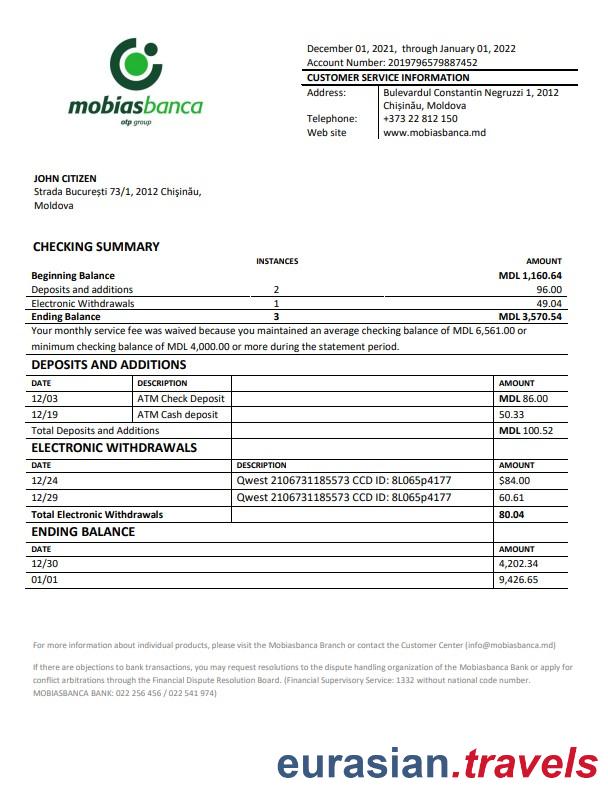 mobiasbanca
otp group
December 01, 2021, through January 01, 2022
Account Number: 2019796579887452
CUSTOMER SERVICE INFORMATION
Address: Bulevardul Constantin Negruzzi 1, 2012
Chișinău, Moldova
Telephone: +373 22 812 150
Web site www.mobiasbanca.md
JOHN CITIZEN
Strada București 73/1, 2012 Chişinău,
Moldova
CHECKING SUMMARY
INSTANCES AMOUNT
Beginning Balance MDL 1,160.64
Deposits and additions 2 96.00
Electronic Withdrawals 1 49.04
Ending Balance 3 MDL 3,570.54
Your monthly service fee was waived because you maintained an average checking balance of MDL 6,561.00 or
minimum checking balance of MDL 4,000.00 or more during the statement period.
DEPOSITS AND ADDITIONS
DATE DESCRIPTION AMOUNT
12/03 ATM Check Deposit MDL 86.00
12/19 ATM Cash deposit 50.33
Total Deposits and Additions MDL 100.52
ELECTRONIC WITHDRAWALS
DATE DESCRIPTION AMOUNT
12/24 Qwest 2106731185573 CCD ID: 8L065p4177 $84.00
12/29 Qwest 2106731185573 CCD ID: 8L065p4177 60.61
Total Electronic Withdrawals 80.04
ENDING BALANCE
DATE AMOUNT
12/30 4,202.34
01/01 9,426.65
For more information about individual products, please visit the Mobiasbanca Branch or contact the Customer Center (info@mobiasbanca.md)
If there are objections to bank transactions, you may request resolutions to the dispute handling organization of the Mobiasbanca Bank or apply for
conflict arbitrations through the Financial Dispute Resolution Board. (Financial Supervisory Service: 1332 without national code number.
MOBIASBANCA BANK: 022 256 456 / 022 541 974)
eurasian.travels